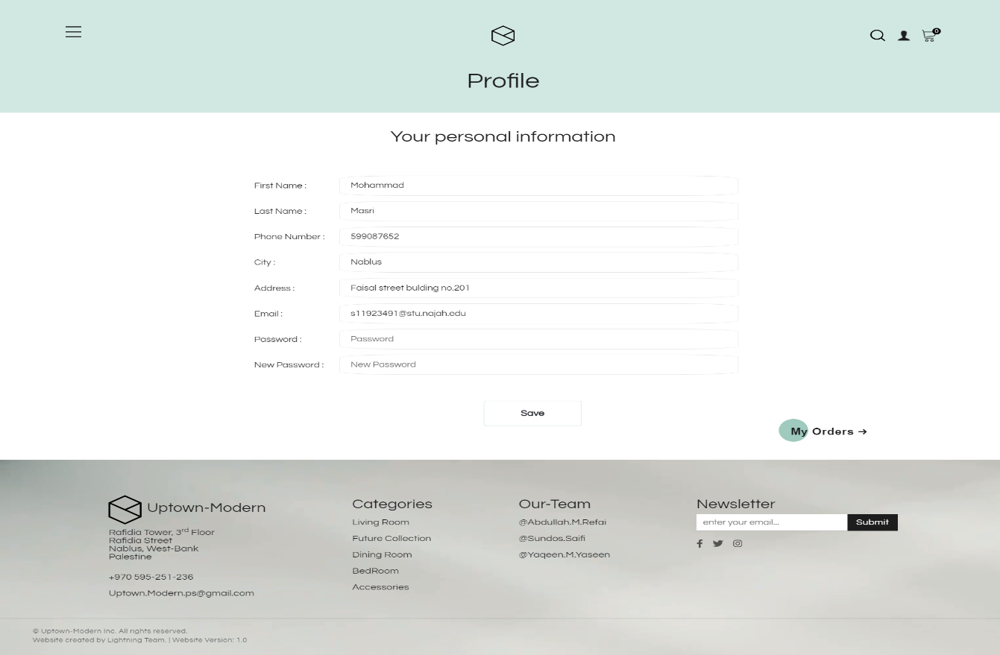 0
Profile
Your personal information
First Name : Mohammad
Last Name : Masri
Phone Number : 599087652
City : Nablus
Address : Faisal street bulding no.201
Email : s11923491@stu.najah.edu
Password : Password
New Password : New Password
Save
My Orders →
Uptown-Modern
Rafidia Tower, 3rd Floor
Rafidia Street
Nablus, West-Bank
Palestine
+970 595-251-236
Uptown.Modern.ps@gmail.com
Categories
Living Room
Future Collection
Dining Room
BedRoom
Accessories
Our-Team
@Abdullah.M.Refai
@Sundos.Saifi
@Yaqeen.M.Yaseen
Newsletter
enter your email... Submit
© Uptown-Modern Inc. All rights reserved.
Website created by Lightning Team. | Website Version: 1.0